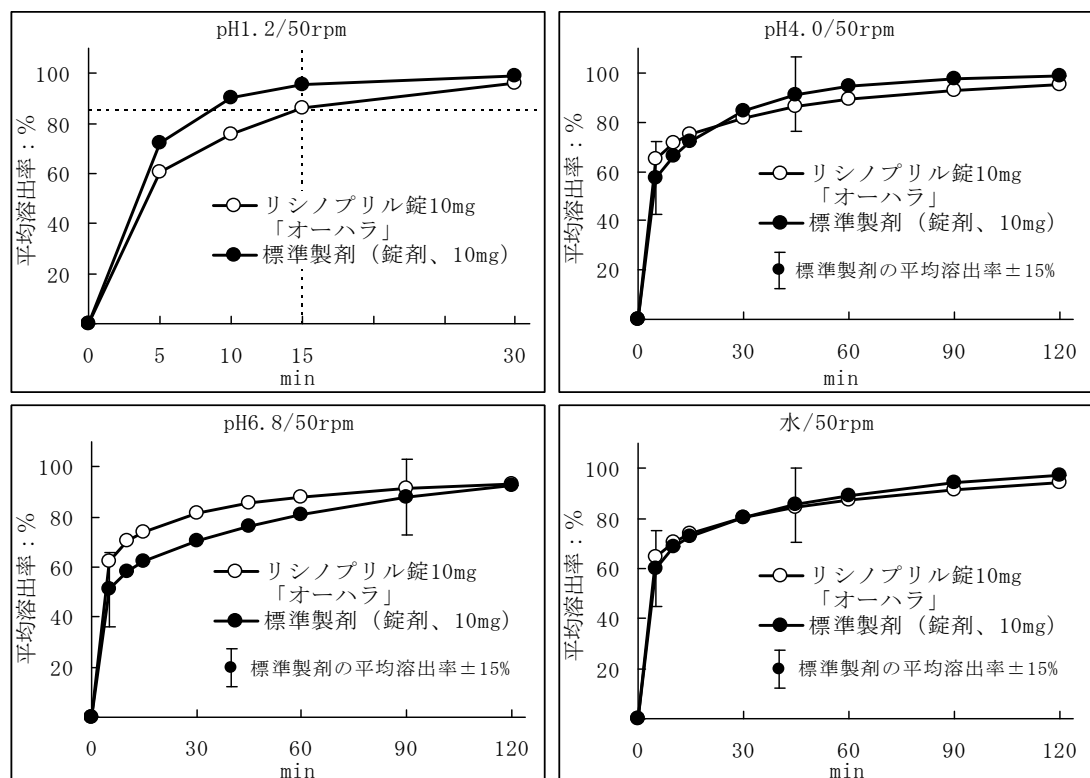 pH1.2/50rpm
平均溶出率：%
100
80
60
40
20
0
5
10
15
30
min
リシノプリル錠10mg
「オーハラ」
標準製剤（錠剤、10mg）
pH4.0/50rpm
平均溶出率：%
100
80
60
40
20
0
30
60
90
120
min
リシノプリル錠10mg
「オーハラ」
標準製剤（錠剤、10mg）
標準製剤の平均溶出率±15%
pH6.8/50rpm
平均溶出率：%
100
80
60
40
20
0
30
60
90
120
min
リシノプリル錠10mg
「オーハラ」
標準製剤（錠剤、10mg）
標準製剤の平均溶出率±15%
水/50rpm
平均溶出率：%
100
80
60
40
20
0
30
60
90
120
min
リシノプリル錠10mg
「オーハラ」
標準製剤（錠剤、10mg）
標準製剤の平均溶出率±15%